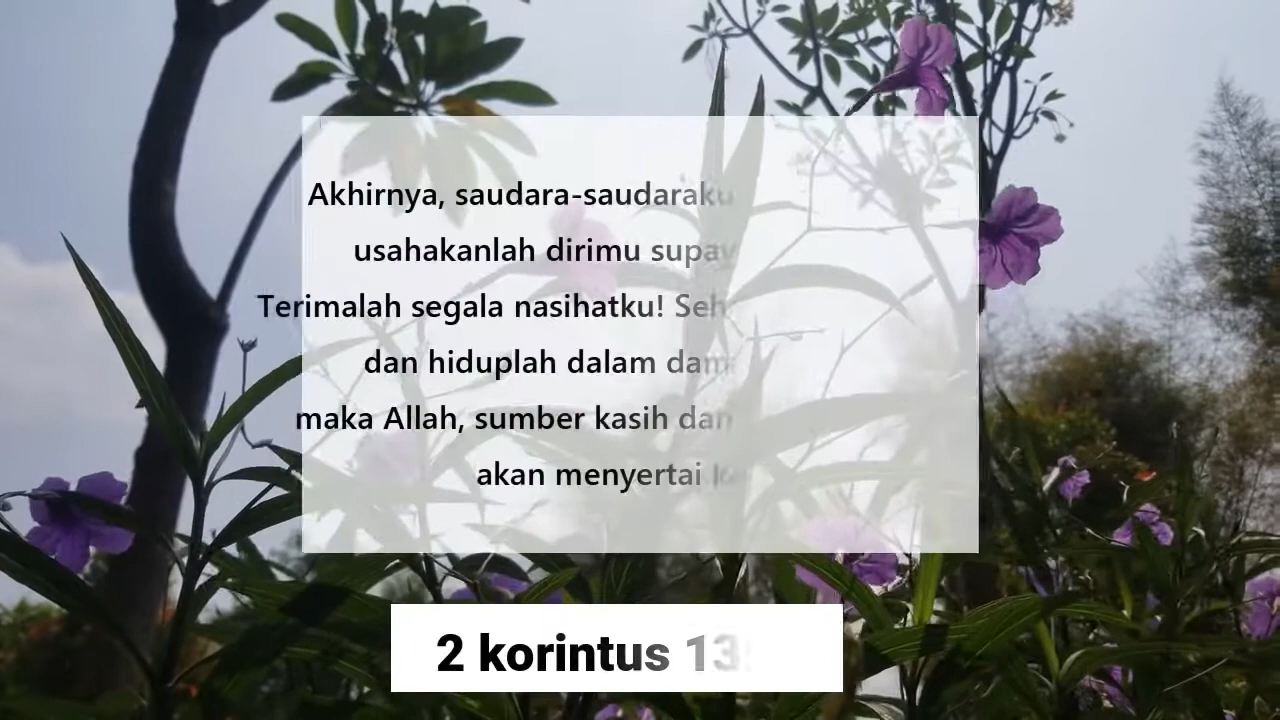 Akhirnya, saudara-saudaraku
usahakanlah dirimu
Terimalah segala nasihatku!
dan hiduplah dalam
maka Allah, sumber kasih dan
akan menyertai
2 korintus 13: